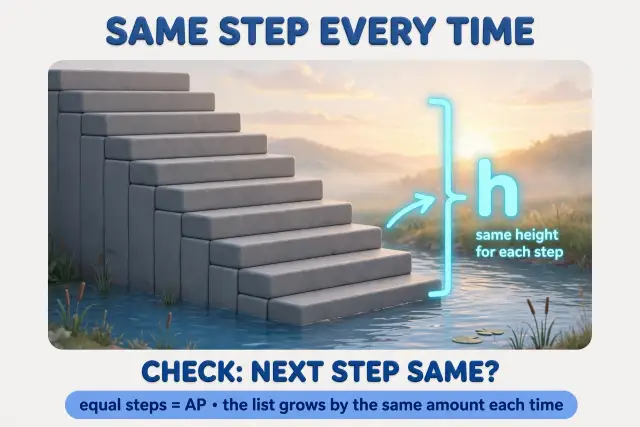 SAME STEP EVERY TIME
h
same height
for each step
CHECK: NEXT STEP SAME?
equal steps = AP • the list grows by the same amount each time